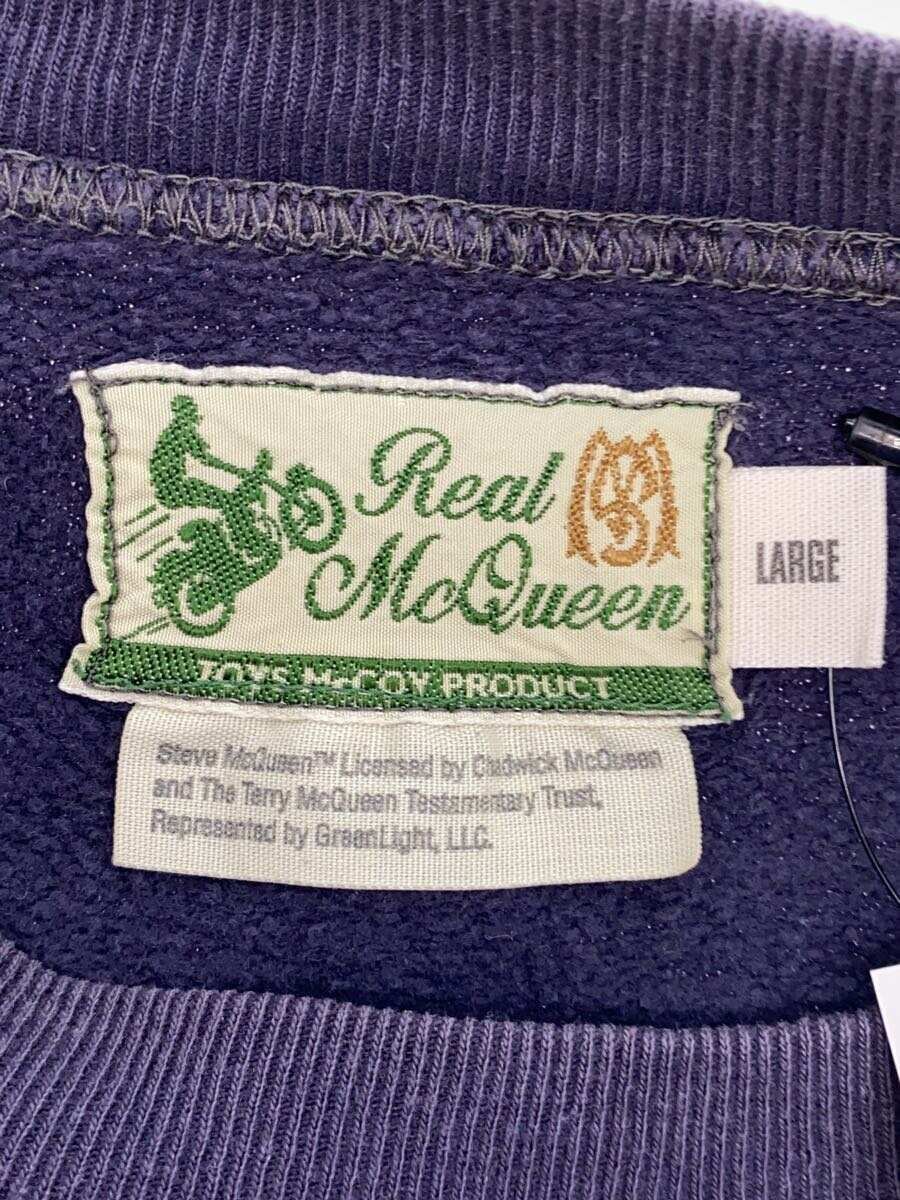 Real
McQueen
LARGE
TOYS McCOY PRODUCT
Steve McQueen™ Licensed by Chadwick McQueen
and The Terry McQueen Testamentary Trust,
Represented by GreenLight, LLC.